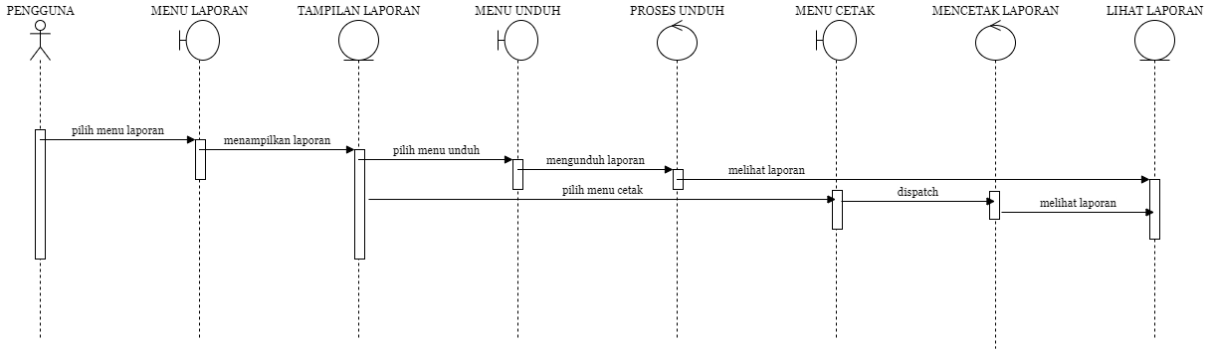 PENGGUNA
MENU LAPORAN
TAMPILAN LAPORAN
MENU UNDUH
PROSES UNDUH
MENU CETAK
MENCETAK LAPORAN
LIHAT LAPORAN
pilih menu laporan
menampilkan laporan
pilih menu unduh
mengunduh laporan
melihat laporan
pilih menu cetak
dispatch
melihat laporan